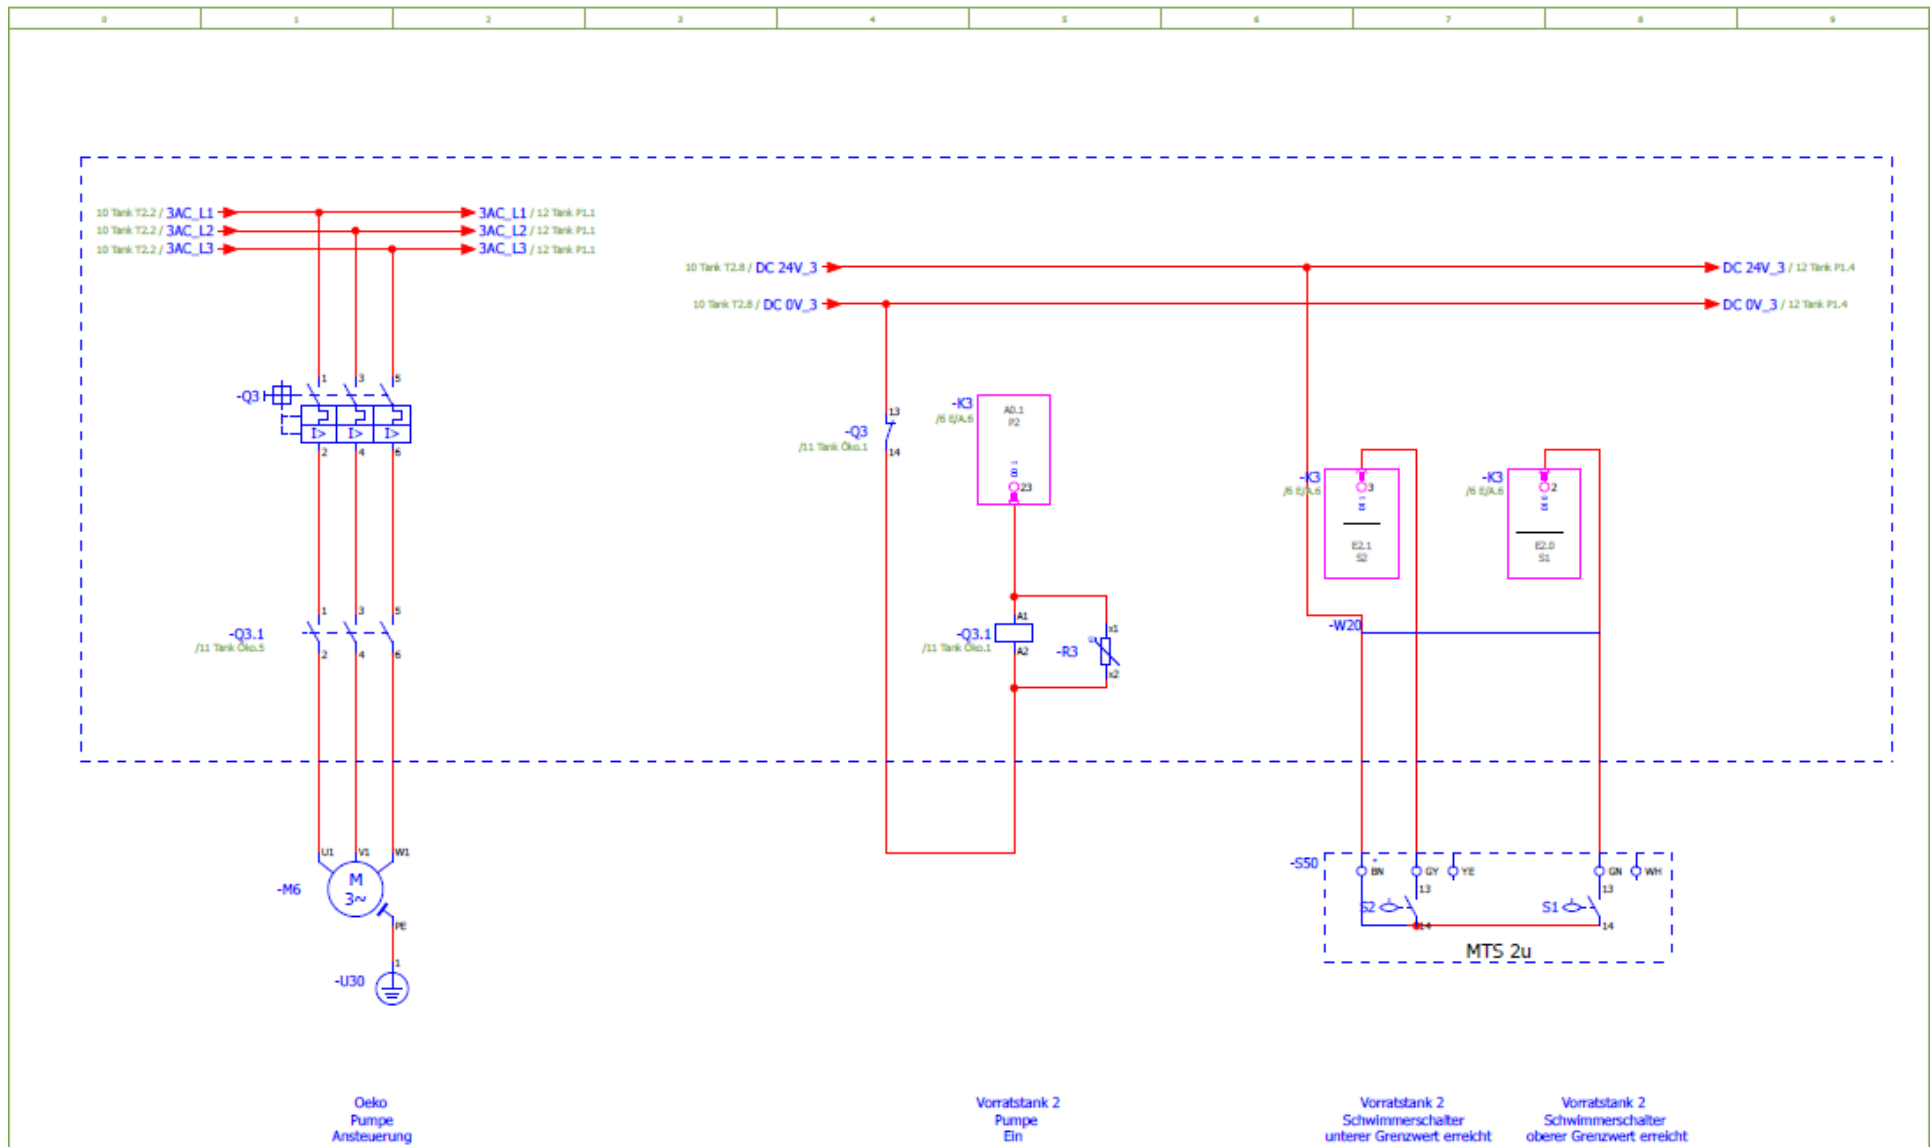 0 1 2 3 4 5 6 7 8 9
10 Tank T2.2 / 3AC_L1
3AC_L1 / 12 Tank P1.1
10 Tank T2.2 / 3AC_L2
3AC_L2 / 12 Tank P1.1
10 Tank T2.2 / 3AC_L3
3AC_L3 / 12 Tank P1.1
10 Tank T2.8 / DC 24V_3
DC 24V_3 / 12 Tank P1.4
10 Tank T2.8 / DC 0V_3
DC 0V_3 / 12 Tank P1.4
-Q3
1 3 5
I> I> I>
2 4 6
-Q3
/11 Tank Öko.1
13
14
-K3
/6 E/A.6
A0.1
P2
23
-K3
/6 E/A.6
3
DI 1
E2.1
S2
-K3
/6 E/A.6
2
DI 0
E2.0
S1
-Q3.1
/11 Tank Öko.5
1 3 5
2 4 6
-Q3.1
/11 Tank Öko.1
A1
A2
-R3
U
x1
x2
-W20
-M6
U1 V1 W1
M
3~
PE
-U30
1
-S50
+
BN GY YE GN WH
S2
13
14
S1
13
14
MTS 2u
Oeko
Pumpe
Ansteuerung
Vorratstank 2
Pumpe
Ein
Vorratstank 2
Schwimmerschalter
unterer Grenzwert erreicht
Vorratstank 2
Schwimmerschalter
oberer Grenzwert erreicht